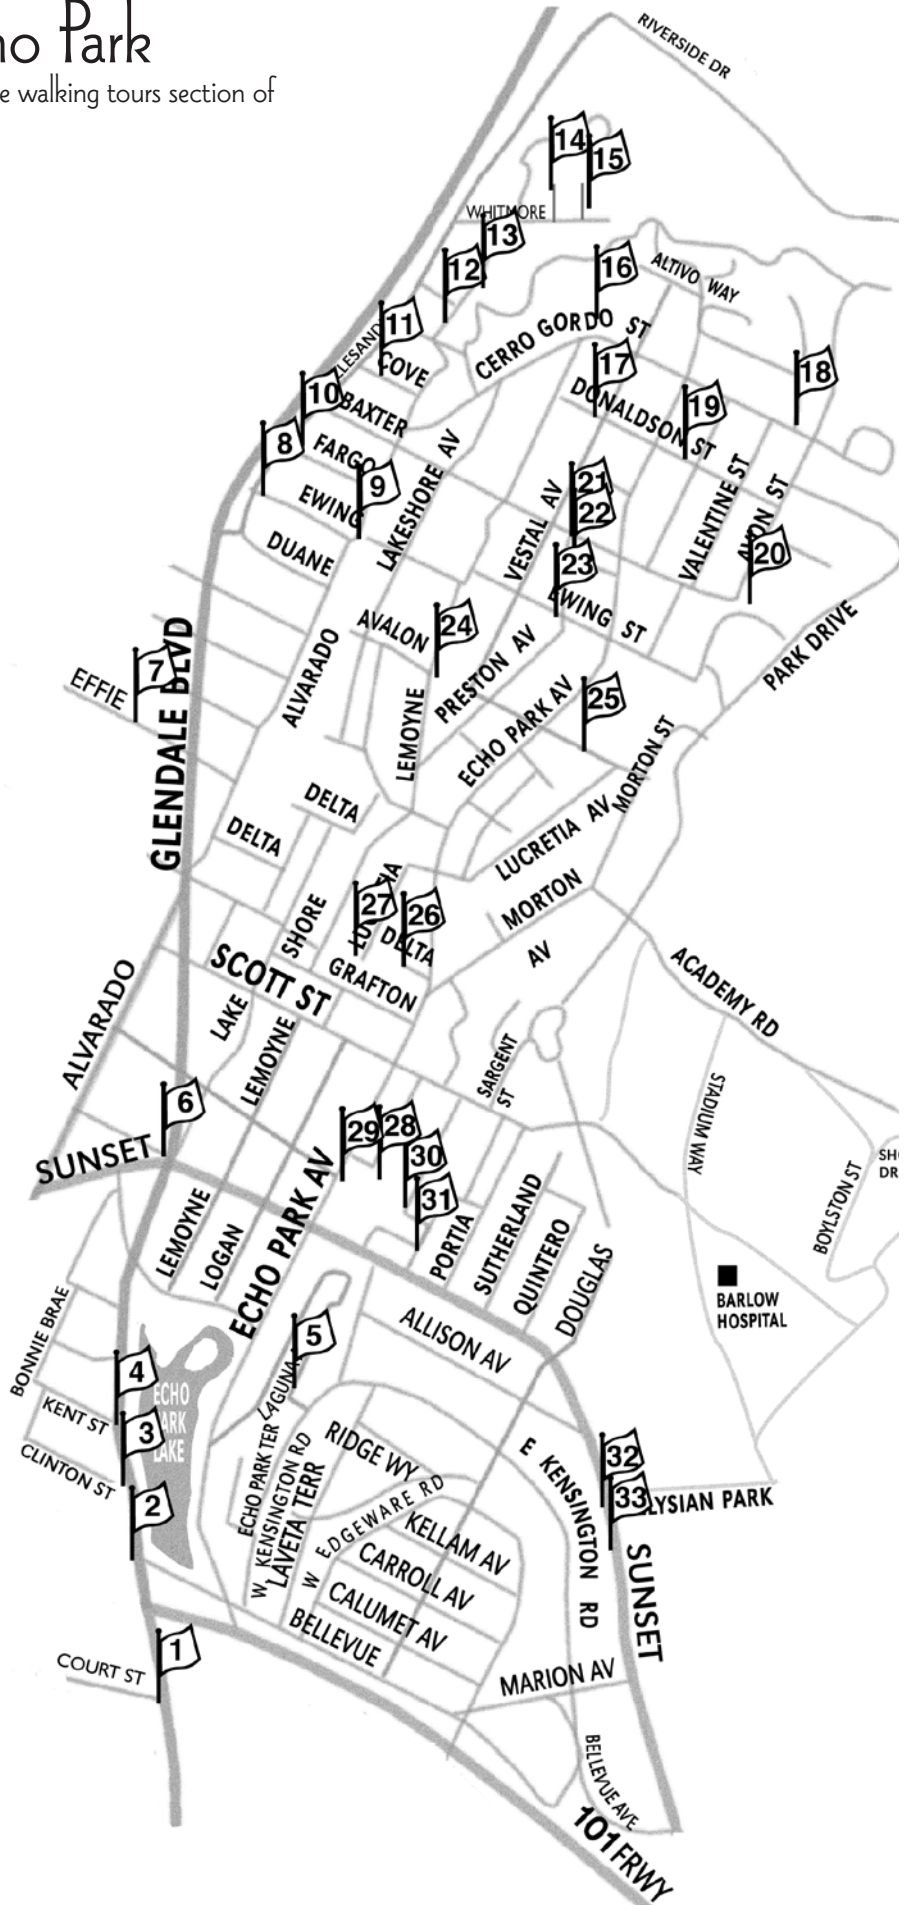 ho Park
e walking tours section of
RIVERSIDE DR
14
15
WHITMORE
13
12
16
ALTIVO WAY
11
CERRO GORDO ST
COVE
17
18
10
BAXTER
DONALDSON ST
19
8
FARGO
9
LAKESHORE AV
EWING
21
22
VESTAL AV
VALENTINE ST
AVON ST
DUANE
23
20
EWING ST
24
AVALON
PARK DRIVE
7
EFFIE
GLENDALE BLVD
ALVARADO
PRESTON AV
LEMOYNE
ECHO PARK AV
25
MORTON ST
DELTA
DELTA
LUCRETIA AV
27
26
MORTON
AV
DELTA
SHORE
GRAFTON
SCOTT ST
ACADEMY RD
ALVARADO
LAKE
LEMOYNE
SARGENT
ST
STADIUM WAY
6
29
28
30
31
SUNSET
BOYLSTON ST
SH
DR
LEMOYNE
LOGAN
ECHO PARK AV
PORTIA
SUTHERLAND
QUINTERO
DOUGLAS
BARLOW
HOSPITAL
BONNIE BRAE
5
ALLISON AV
4
ECHO
ARK
LAKE
3
KENT ST
LAGUNA
ECHO PARK TER
CLINTON ST
2
W KENSINGTON RD
LAVETA TERR
RIDGE WY
W EDGEWARE RD
E KENSINGTON RD
32
33
LYSIAN PARK
KELLAM AV
CARROLL AV
CALUMET AV
BELLEVUE
SUNSET
1
COURT ST
MARION AV
BELLEVUE AVE
101 FRWY